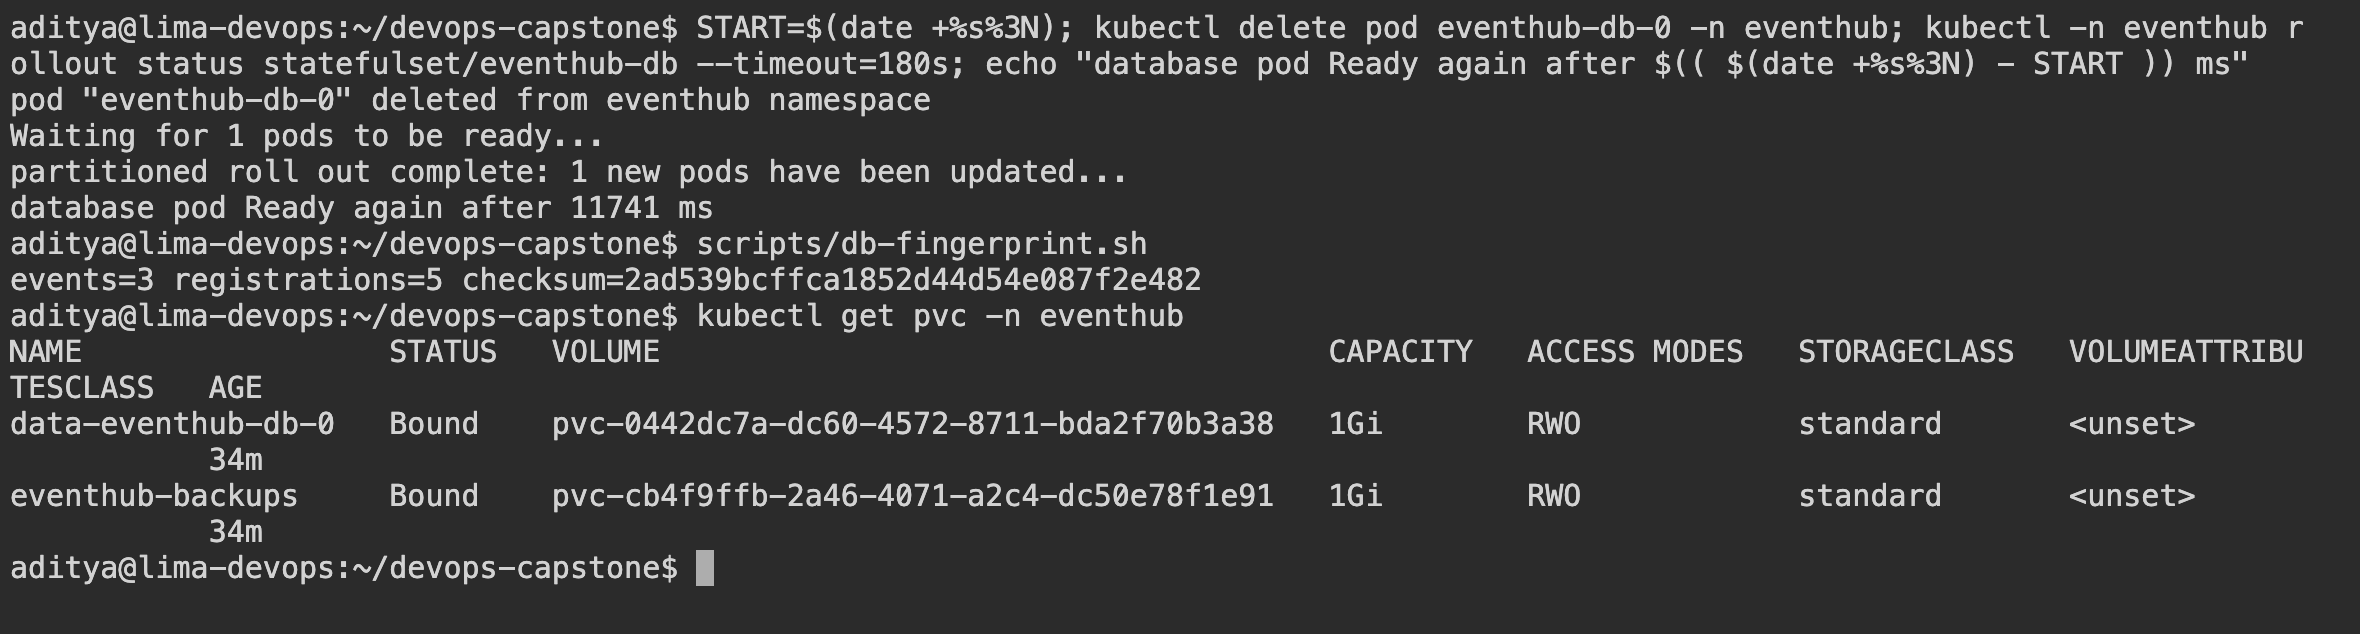 aditya@lima-devops:~/devops-capstone$ START=$(date +%s%3N); kubectl delete pod eventhub-db-0 -n eventhub; kubectl -n eventhub r
ollout status statefulset/eventhub-db --timeout=180s; echo "database pod Ready again after $(( $(date +%s%3N) - START )) ms"
pod "eventhub-db-0" deleted from eventhub namespace
Waiting for 1 pods to be ready...
partitioned roll out complete: 1 new pods have been updated...
database pod Ready again after 11741 ms
aditya@lima-devops:~/devops-capstone$ scripts/db-fingerprint.sh
events=3 registrations=5 checksum=2ad539bcffca1852d44d54e087f2e482
aditya@lima-devops:~/devops-capstone$ kubectl get pvc -n eventhub
NAME                 STATUS   VOLUME                                     CAPACITY   ACCESS MODES   STORAGECLASS   VOLUMEATTRIBU
TESCLASS   AGE
data-eventhub-db-0   Bound    pvc-0442dc7a-dc60-4572-8711-bda2f70b3a38   1Gi        RWO            standard       <unset>
           34m
eventhub-backups     Bound    pvc-cb4f9ffb-2a46-4071-a2c4-dc50e78f1e91   1Gi        RWO            standard       <unset>
           34m
aditya@lima-devops:~/devops-capstone$